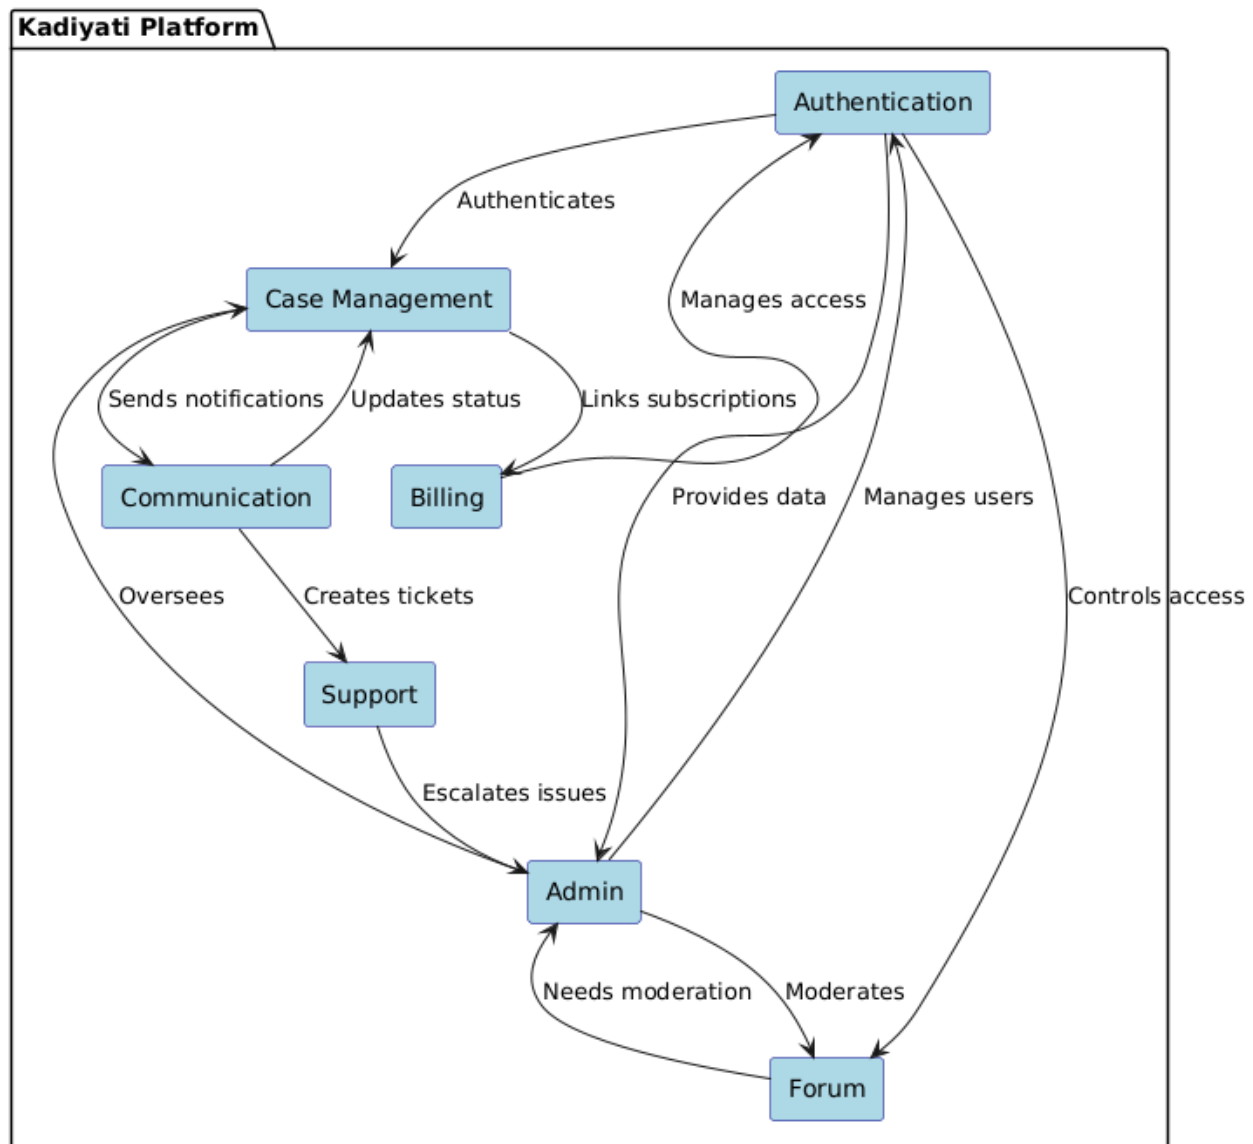 Kadiyati Platform
Authentication
Authenticates
Case Management
Manages access
Sends notifications
Updates status
Links subscriptions
Communication
Billing
Provides data
Manages users
Oversees
Creates tickets
Controls access
Support
Escalates issues
Admin
Needs moderation
Moderates
Forum